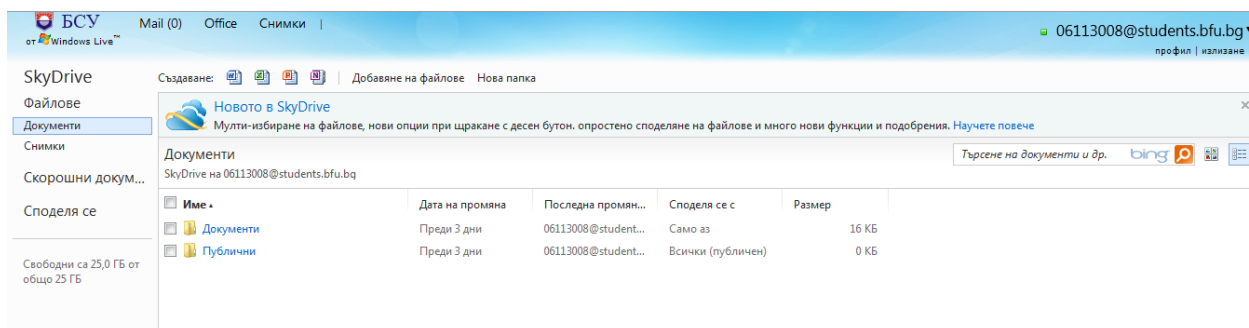 БСУ
от Windows Live™
Mail (0) Office Снимки |
06113008@students.bfu.bg
профил | излизане
SkyDrive
Файлове
Документи
Снимки
Скорошни докум...
Споделя се
Свободни са 25,0 ГБ от
общо 25 ГБ
Създаване: | Добавяне на файлове Нова папка
Новото в SkyDrive
Мулти-избиране на файлове, нови опции при щракане с десен бутон. опростено споделяне на файлове и много нови функции и подобрения. Научете повече
Документи
SkyDrive на 06113008@students.bfu.bg
Търсене на документи и др. bing
Име Дата на промяна Последна промян... Споделя се с Размер
Документи Преди 3 дни 06113008@student... Само аз 16 КБ
Публични Преди 3 дни 06113008@student... Всички (публичен) 0 КБ